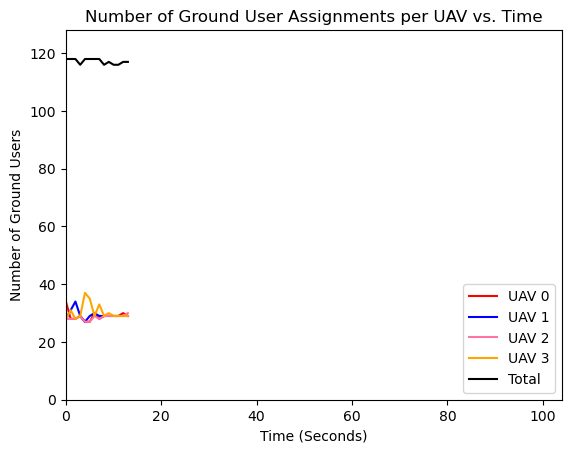 Number of Ground User Assignments per UAV vs. Time
Number of Ground Users
120
100
80
60
40
20
0
0 20 40 60 80 100
Time (Seconds)
UAV 0
UAV 1
UAV 2
UAV 3
Total